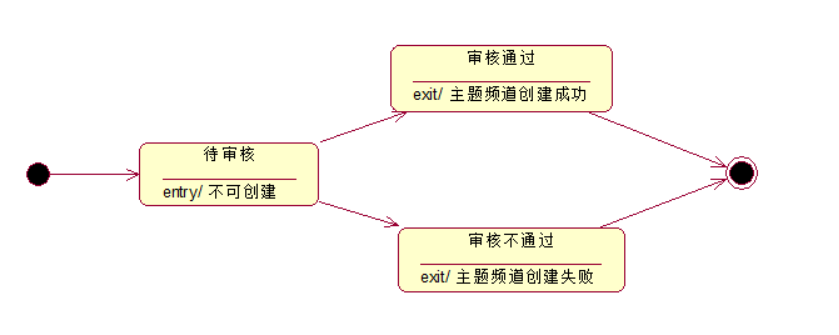 审核通过
exit/ 主题频道创建成功
待审核
entry/ 不可创建
审核不通过
exit/ 主题频道创建失败